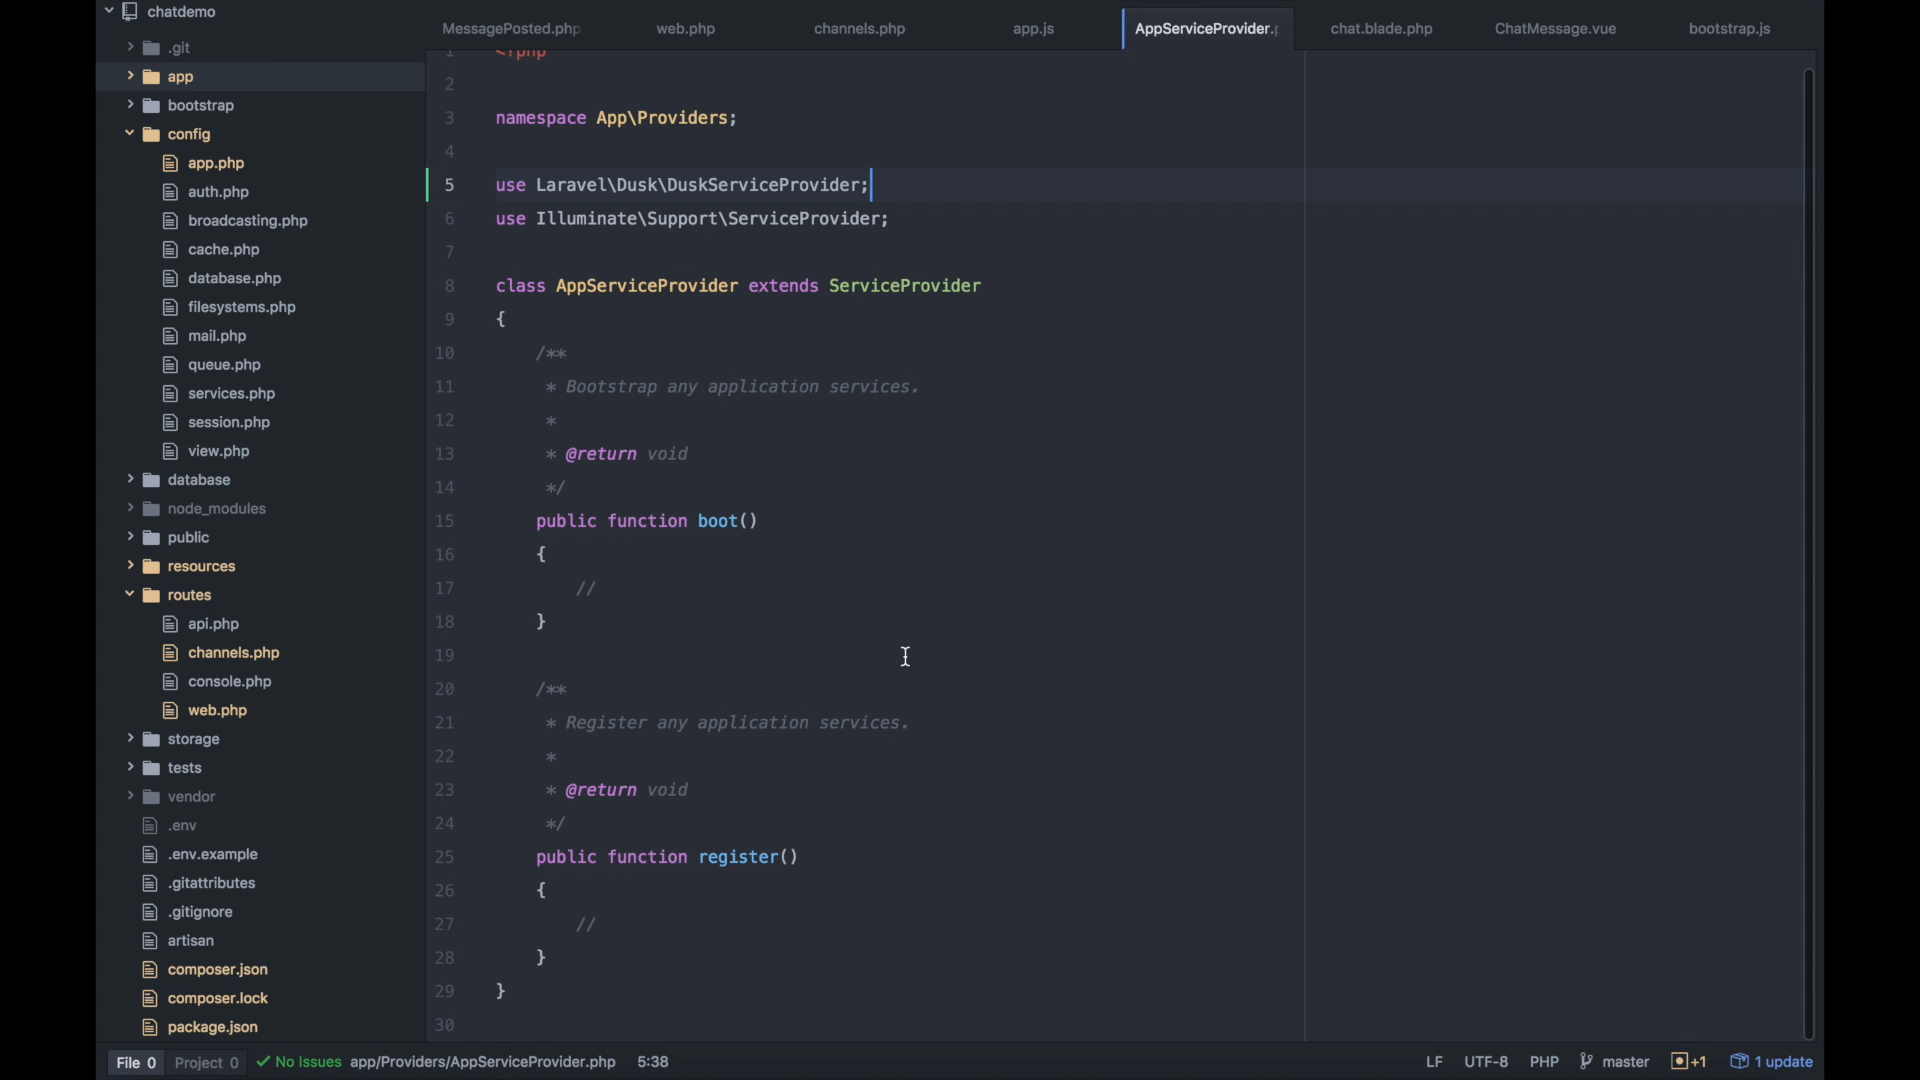 chatdemo
.git
app
bootstrap
config
app.php
auth.php
broadcasting.php
cache.php
database.php
filesystems.php
mail.php
queue.php
services.php
session.php
view.php
database
node_modules
public
resources
routes
api.php
channels.php
console.php
web.php
storage
tests
vendor
.env
.env.example
.gitattributes
.gitignore
artisan
composer.json
composer.lock
package.json
MessagePosted.php web.php channels.php app.js AppServiceProvider.p chat.blade.php ChatMessage.vue bootstrap.js
1 <?php
2
3 namespace App\Providers;
4
5 use Laravel\Dusk\DuskServiceProvider;
6 use Illuminate\Support\ServiceProvider;
7
8 class AppServiceProvider extends ServiceProvider
9 {
10 /**
11 * Bootstrap any application services.
12 *
13 * @return void
14 */
15 public function boot()
16 {
17 //
18 }
19
20 /**
21 * Register any application services.
22 *
23 * @return void
24 */
25 public function register()
26 {
27 //
28 }
29 }
30
File 0 Project 0 No Issues app/Providers/AppServiceProvider.php 5:38 LF UTF-8 PHP master +1 1 update